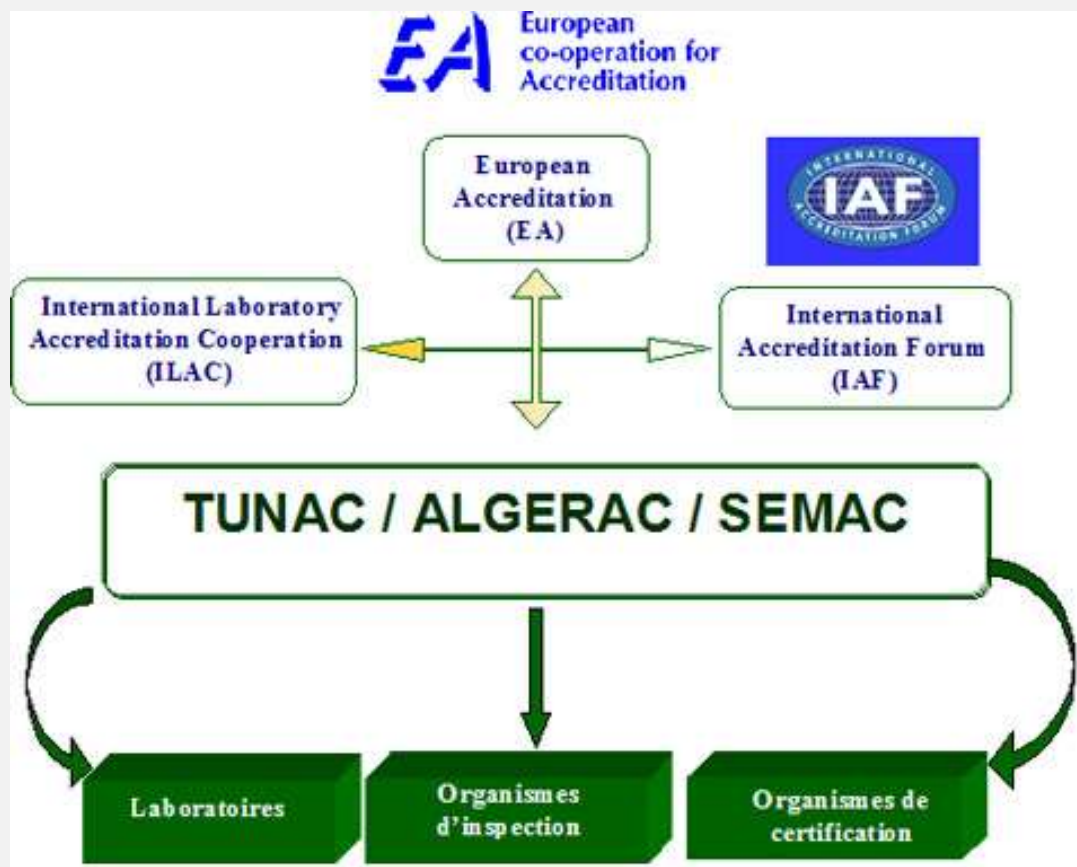 EA
European
co-operation for
Accreditation
European
Accreditation
(EA)
INTERNATIONAL
IAF
ACCREDITATION FORUM
International Laboratory
Accreditation Cooperation
(ILAC)
International
Accreditation Forum
(IAF)
TUNAC / ALGERAC / SEMAC
Laboratoires
Organismes
d’inspection
Organismes de
certification